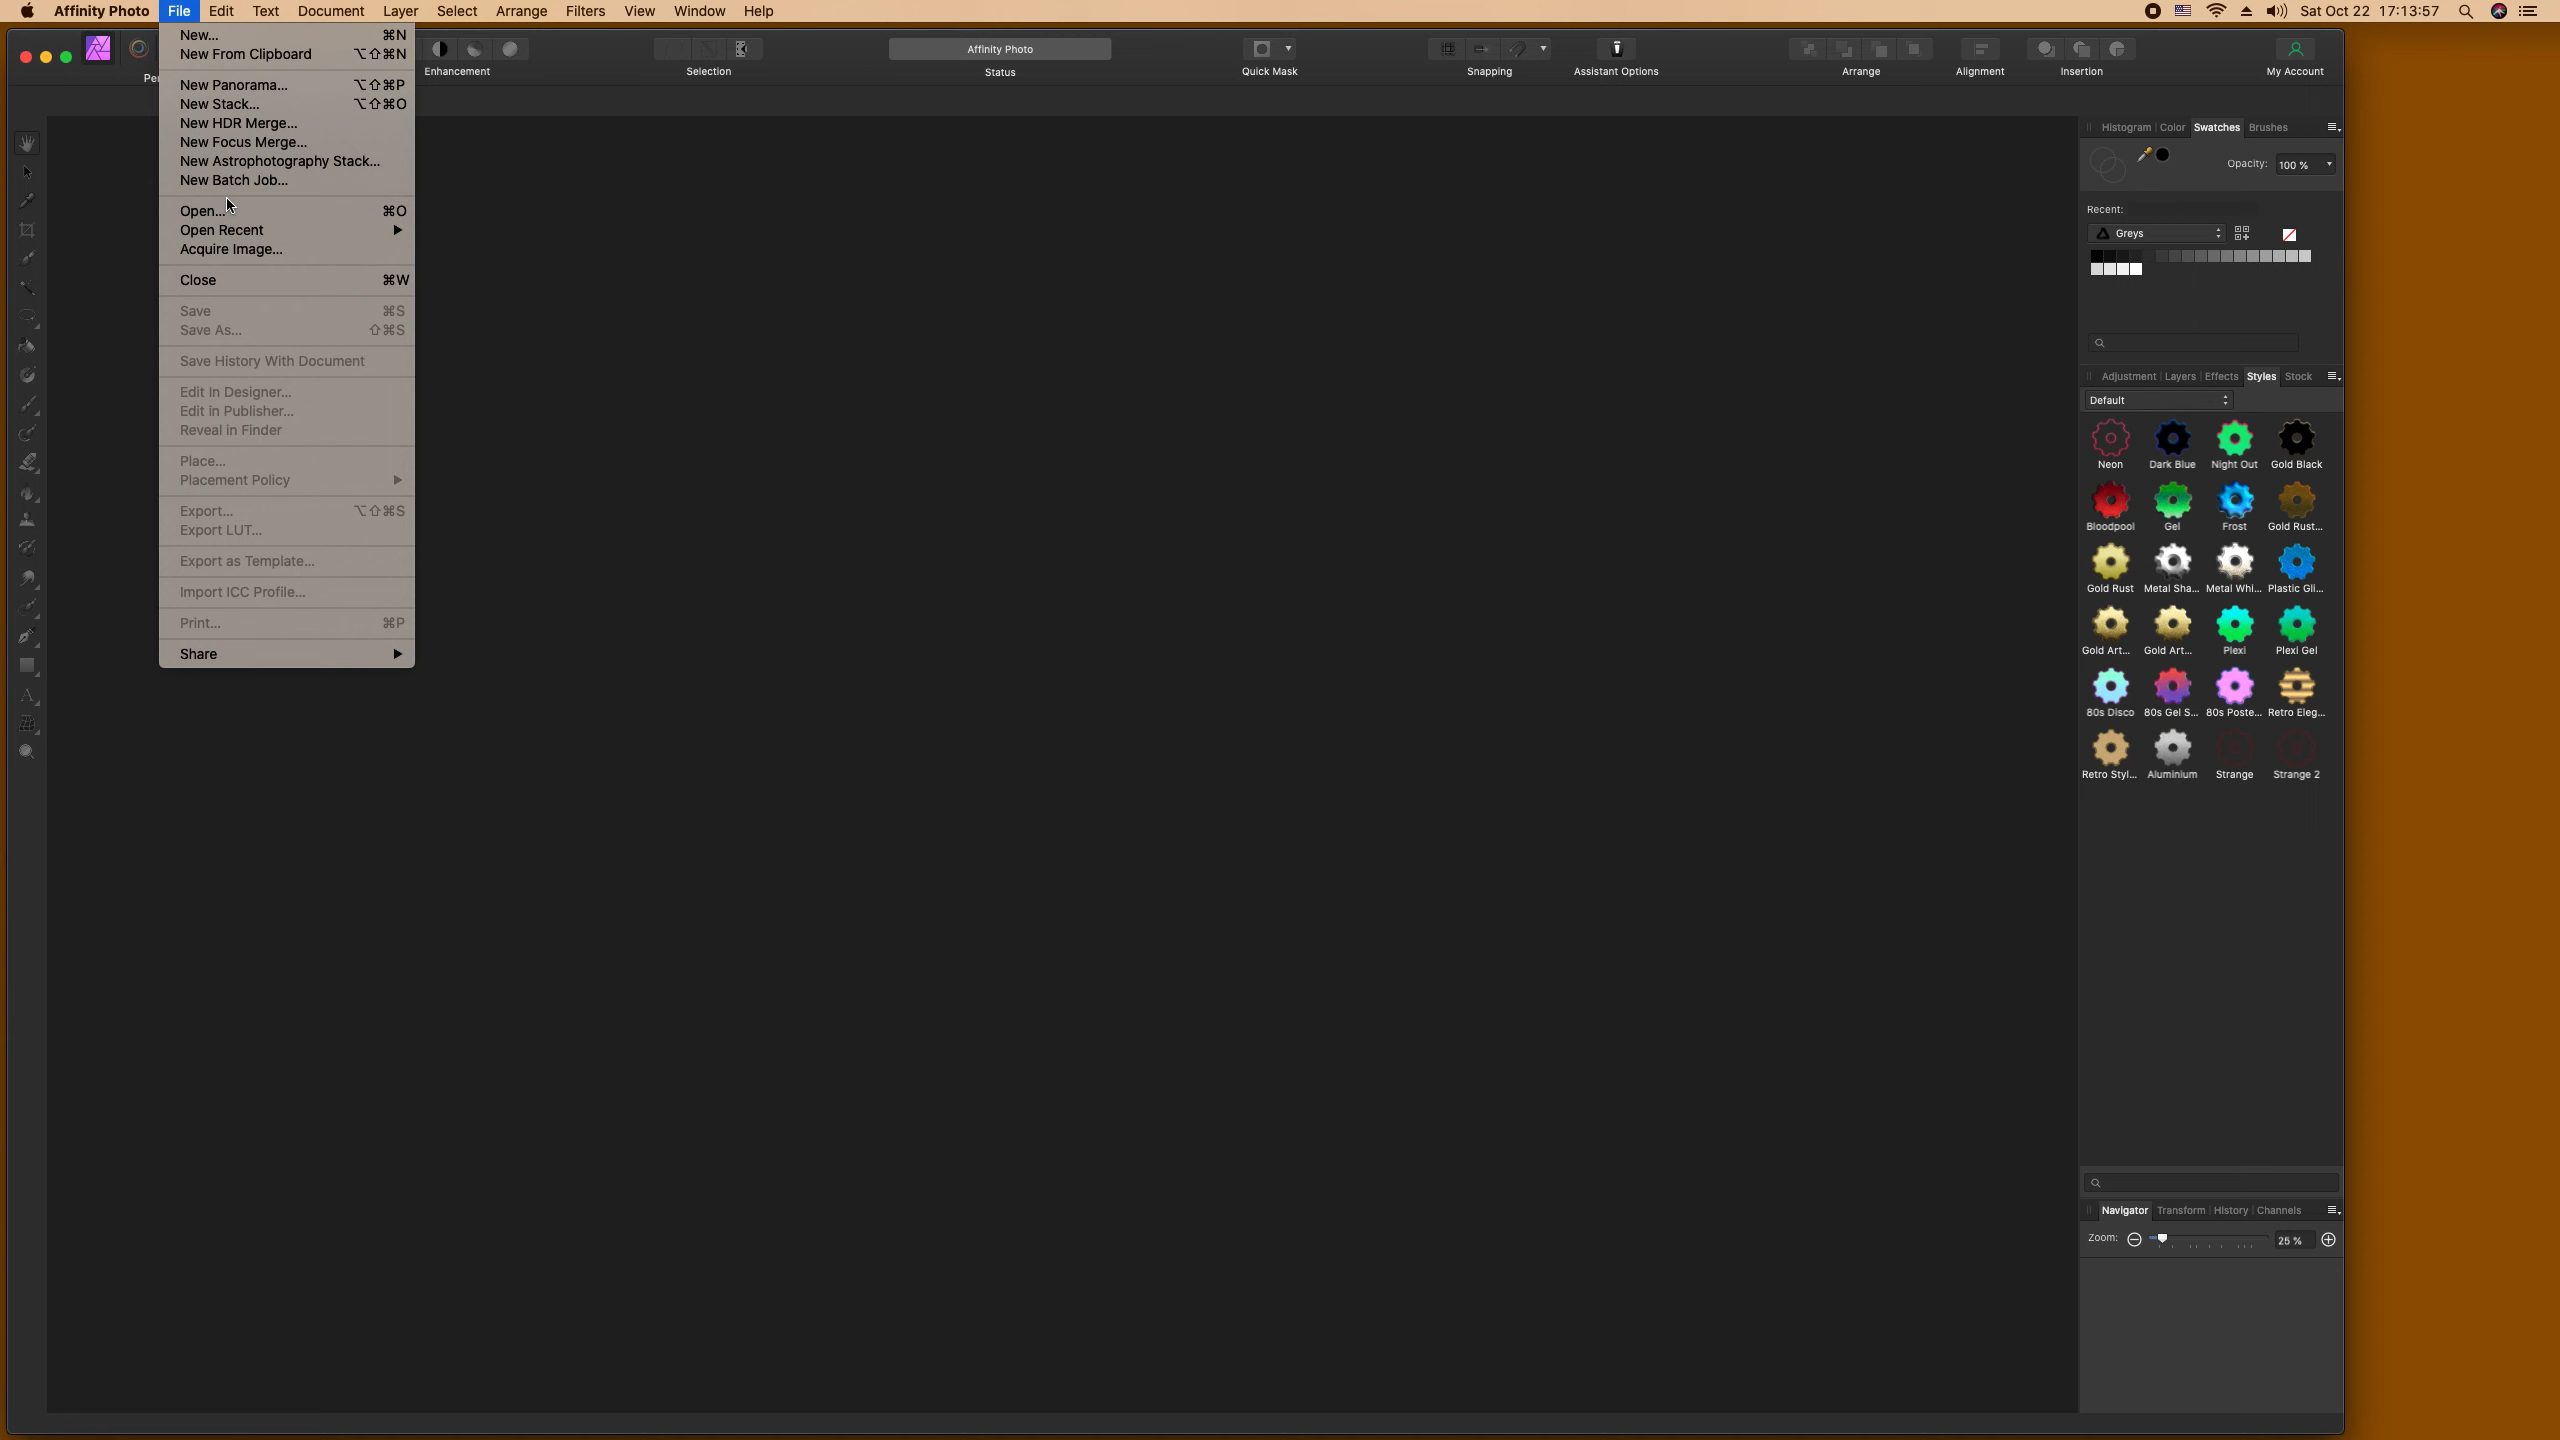 Affinity Photo File Edit Text Document Layer Select Arrange Filters View Window Help Sat Oct 22 17:13:57
New... ⌘N
New From Clipboard ⌥⇧⌘N
New Panorama... ⌥⇧⌘P
New Stack... ⌥⇧⌘O
New HDR Merge...
New Focus Merge...
New Astrophotography Stack...
New Batch Job...
Open... ⌘O
Open Recent
Acquire Image...
Close ⌘W
Save ⌘S
Save As... ⇧⌘S
Save History With Document
Edit In Designer...
Edit in Publisher...
Reveal in Finder
Place...
Placement Policy
Export... ⌥⇧⌘S
Export LUT...
Export as Template...
Import ICC Profile...
Print... ⌘P
Share
Per
Enhancement
Selection
Affinity Photo
Status
Quick Mask
Snapping
Assistant Options
Arrange
Alignment
Insertion
My Account
Histogram Color Swatches Brushes
Opacity: 100 %
Recent:
Greys
Adjustment Layers Effects Styles Stock
Default
Neon Dark Blue Night Out Gold Black
Bloodpool Gel Frost Gold Rust...
Gold Rust Metal Sha... Metal Whi... Plastic Gli...
Gold Art... Gold Art... Plexi Plexi Gel
80s Disco 80s Gel S... 80s Poste... Retro Eleg...
Retro Styl... Aluminium Strange Strange 2
Navigator Transform History Channels
Zoom: 25 %